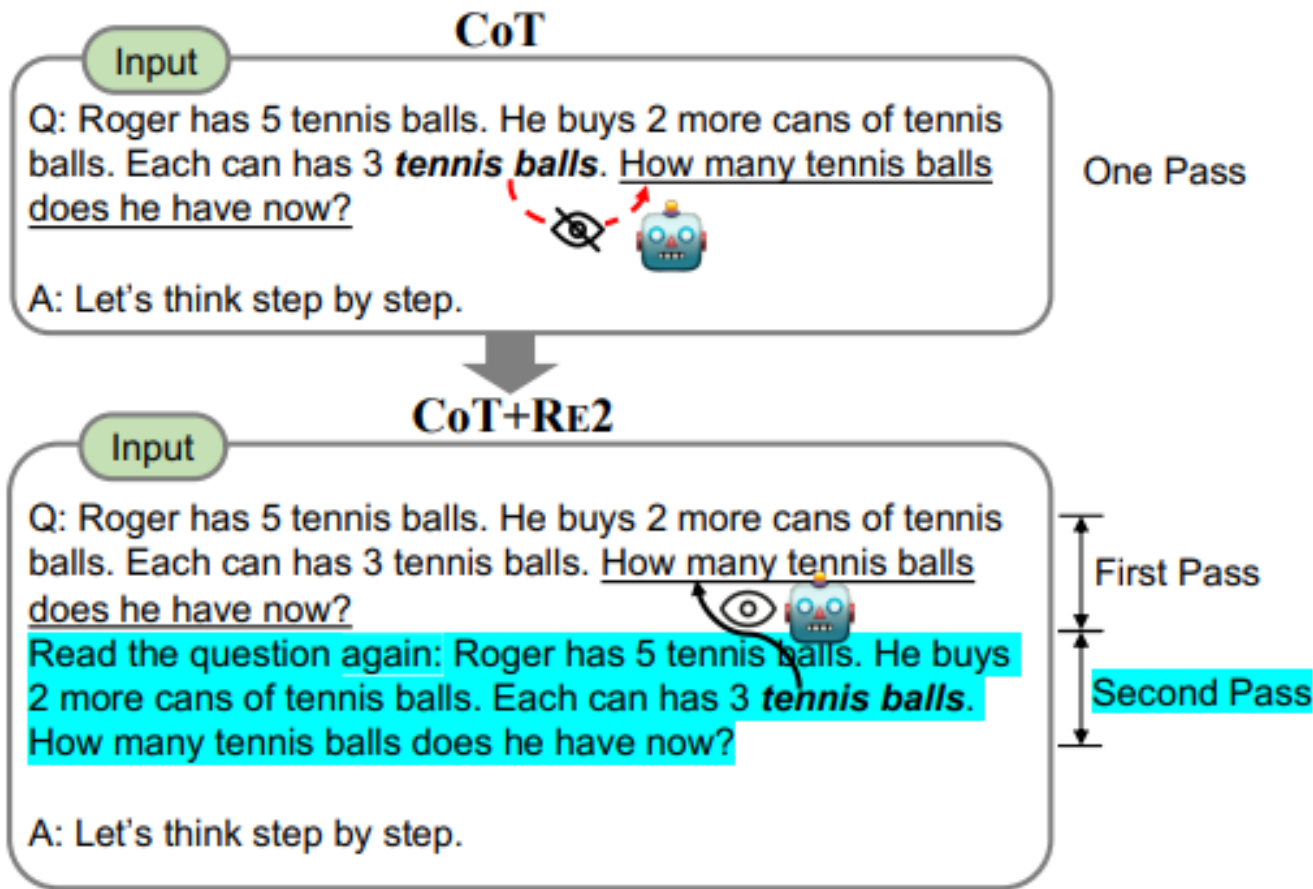 CoT
Input
Q: Roger has 5 tennis balls. He buys 2 more cans of tennis
balls. Each can has 3 tennis balls. How many tennis balls
does he have now?
One Pass
A: Let's think step by step.
CoT+RE2
Input
Q: Roger has 5 tennis balls. He buys 2 more cans of tennis
balls. Each can has 3 tennis balls. How many tennis balls
does he have now?
First Pass
Read the question again: Roger has 5 tennis balls. He buys
2 more cans of tennis balls. Each can has 3 tennis balls.
How many tennis balls does he have now?
Second Pass
A: Let's think step by step.